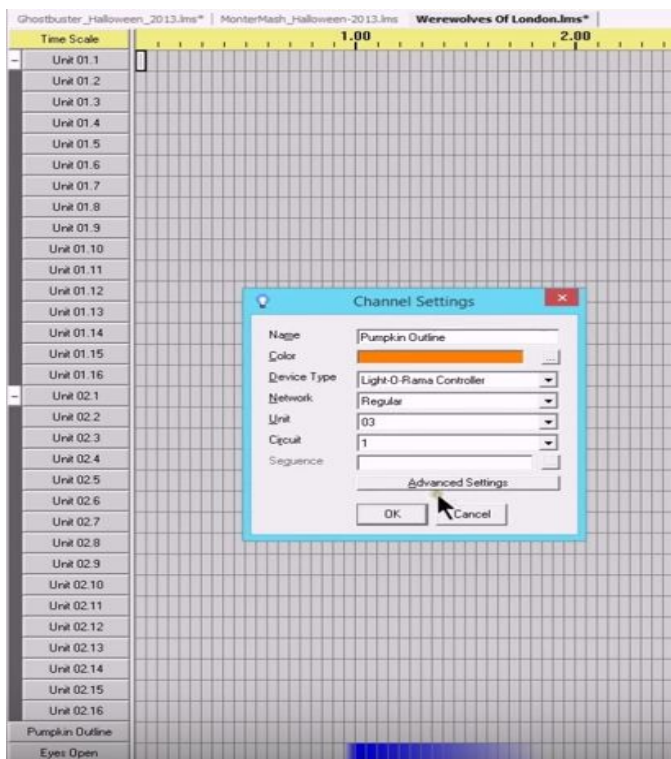 Ghostbuster_Halloween_2013.lms* | MonterMash_Halloween-2013.lms Werewolves Of London.lms*
Time Scale 1.00 2.00
Unit 01.1
Unit 01.2
Unit 01.3
Unit 01.4
Unit 01.5
Unit 01.6
Unit 01.7
Unit 01.8
Unit 01.9
Unit 01.10
Unit 01.11
Unit 01.12
Unit 01.13
Unit 01.14
Unit 01.15
Unit 01.16
Unit 02.1
Unit 02.2
Unit 02.3
Unit 02.4
Unit 02.5
Unit 02.6
Unit 02.7
Unit 02.8
Unit 02.9
Unit 02.10
Unit 02.11
Unit 02.12
Unit 02.13
Unit 02.14
Unit 02.15
Unit 02.16
Pumpkin Outline
Eyes Open
Channel Settings
Name Pumpkin Outline
Color ...
Device Type Light-O-Rama Controller
Network Regular
Unit 03
Circuit 1
Sequence
Advanced Settings
OK Cancel